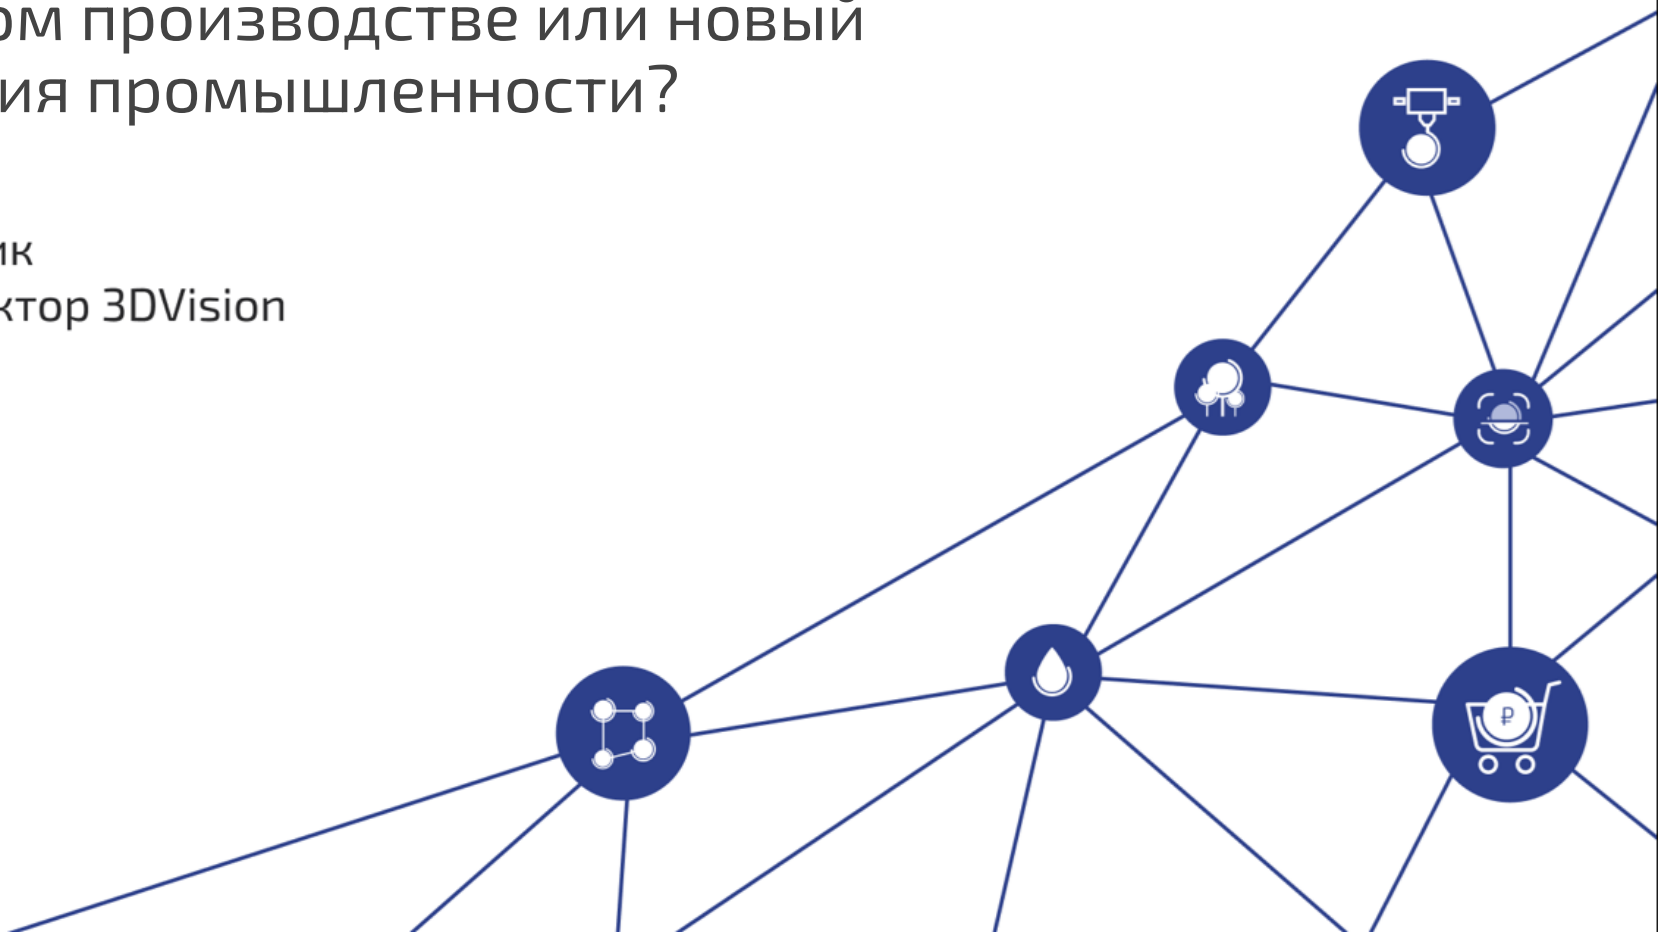 ом производстве или новый
ия промышленности?
ик
ктор 3DVision
₽